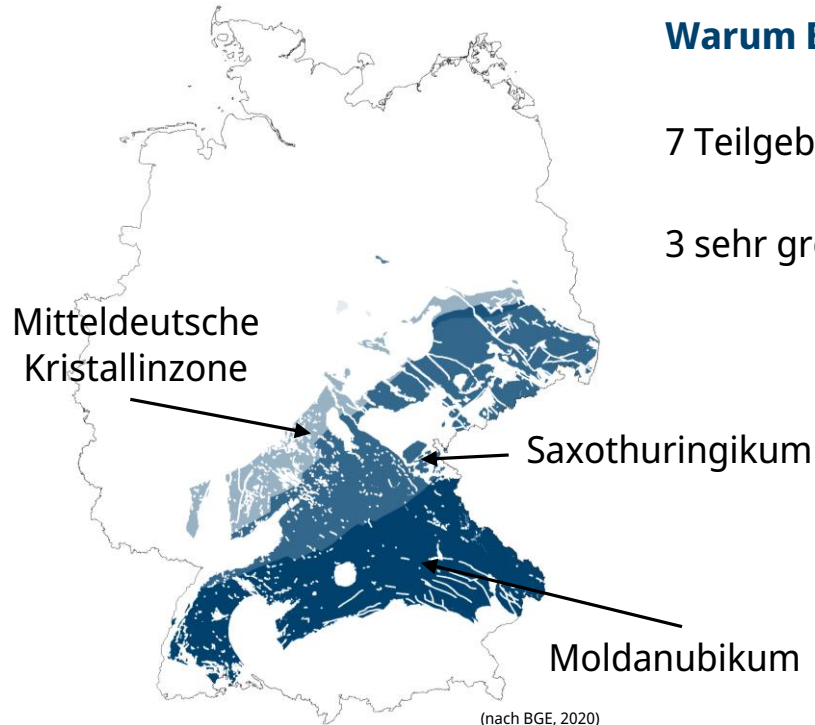 Warum
7 Teilgeb
3 sehr gr
Mitteldeutsche
Kristallinzone
Saxothuringikum
Moldanubikum
(nach BGE, 2020)